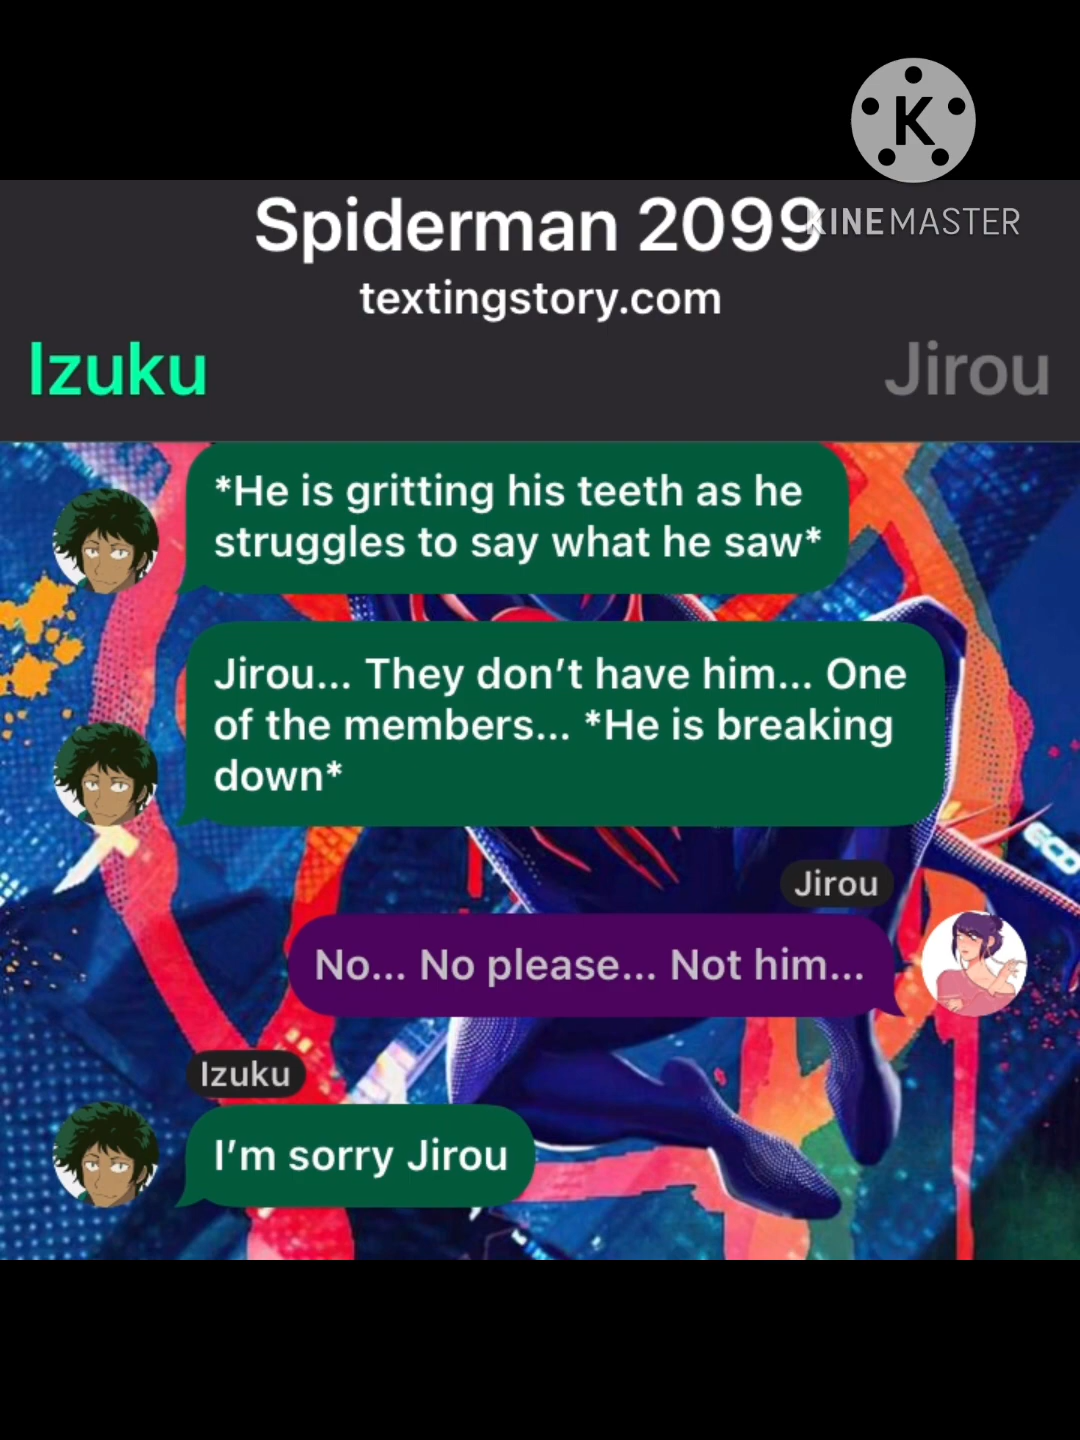 K
KINEMASTER
Spiderman 2099
textingstory.com
Izuku
Jirou
*He is gritting his teeth as he
struggles to say what he saw*
Jirou... They don't have him... One
of the members... *He is breaking
down*
Jirou
No... No please... Not him...
Izuku
I'm sorry Jirou